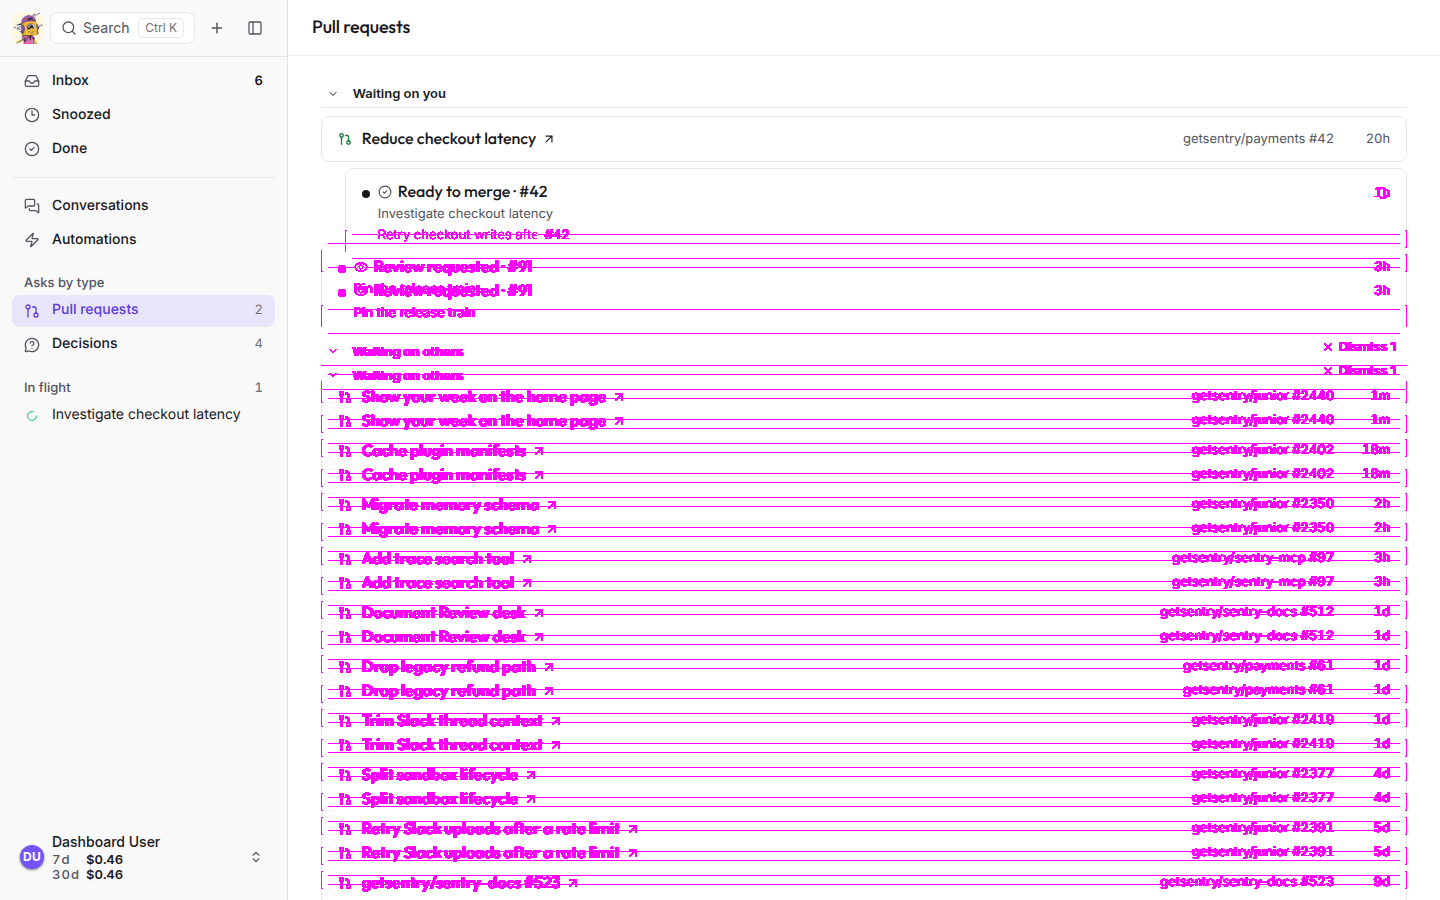 Search Ctrl K
Pull requests
Inbox 6
Snoozed
Done
Conversations
Automations
Asks by type
Pull requests 2
Decisions 4
In flight 1
Investigate checkout latency
Dashboard User
DU
7d $0.46
30d $0.46
Waiting on you
Reduce checkout latency getsentry/payments #42 20h
Ready to merge · #42
Investigate checkout latency
Retry checkout writes #42
Review requested · #91 3h
Review requested · #91 3h
Pin the release train
Waiting on others Dismiss 1
Waiting on others Dismiss 1
Show your week on the home page getsentry/junior #2440 1m
Show your week on the home page getsentry/junior #2440 1m
Cache plugin manifests getsentry/junior #2402 18m
Cache plugin manifests getsentry/junior #2402 18m
Migrate memory schema getsentry/junior #2350 2h
Migrate memory schema getsentry/junior #2350 2h
Add trace search tool getsentry/sentry-mcp #97 3h
Add trace search tool getsentry/sentry-mcp #97 3h
Document Review desk getsentry/sentry-docs #512 1d
Document Review desk getsentry/sentry-docs #512 1d
Drop legacy refund path getsentry/payments #61 1d
Drop legacy refund path getsentry/payments #61 1d
Trim Slack thread context getsentry/junior #2419 1d
Trim Slack thread context getsentry/junior #2419 1d
Split sandbox lifecycle getsentry/junior #2377 4d
Split sandbox lifecycle getsentry/junior #2377 4d
Retry Slack uploads after a rate limit getsentry/junior #2391 5d
Retry Slack uploads after a rate limit getsentry/junior #2391 5d
getsentry/sentry-docs #523 getsentry/sentry-docs #523 9d